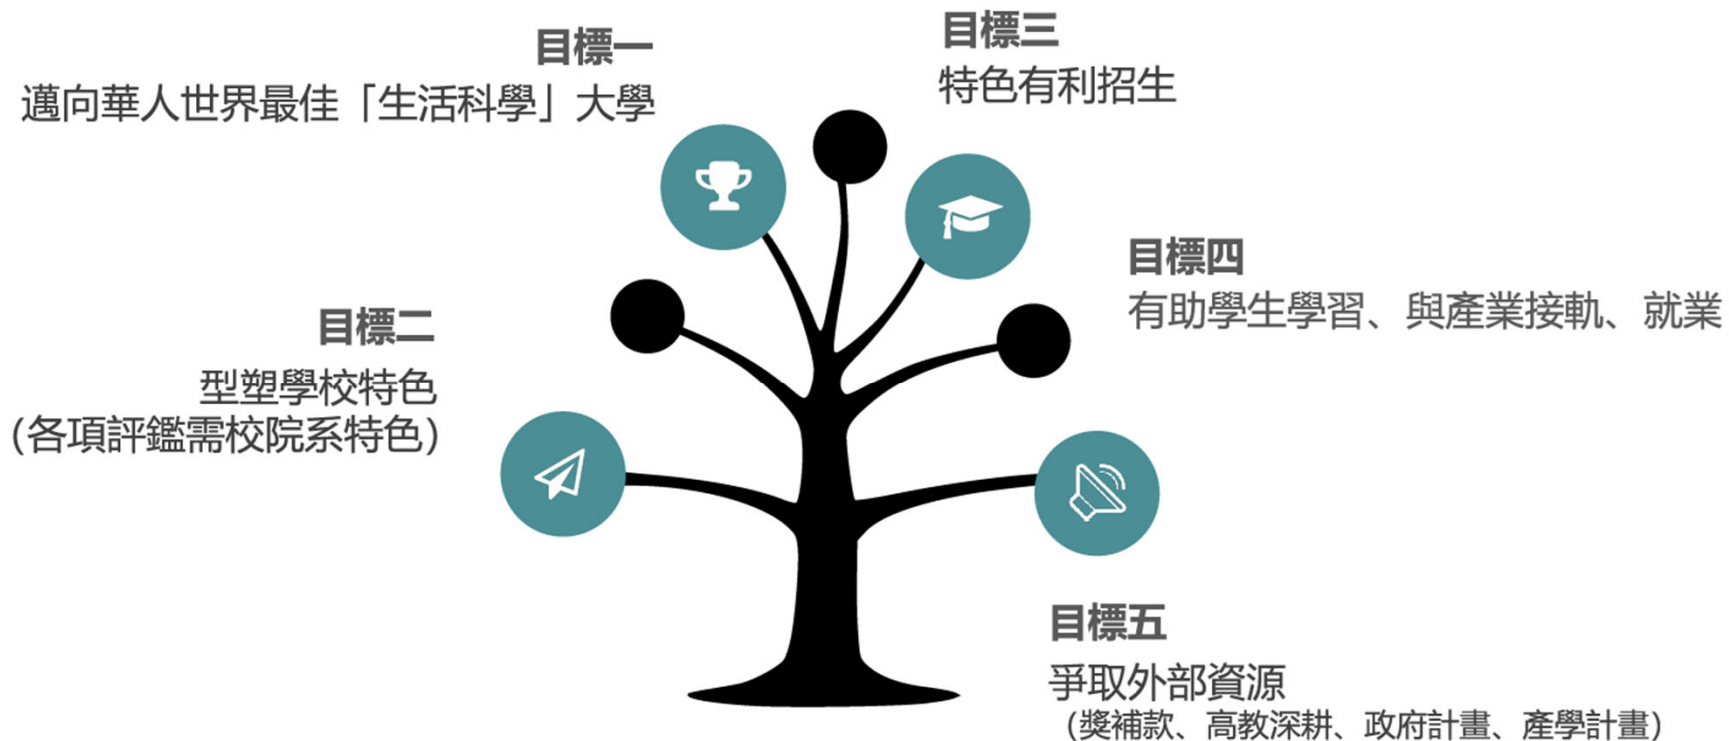 目標一
邁向華人世界最佳「生活科學」大學
目標二
型塑學校特色
(各項評鑑需校院系特色)
目標三
特色有利招生
目標四
有助學生學習、與產業接軌、就業
目標五
爭取外部資源
(獎補款、高教深耕、政府計畫、產學計畫)